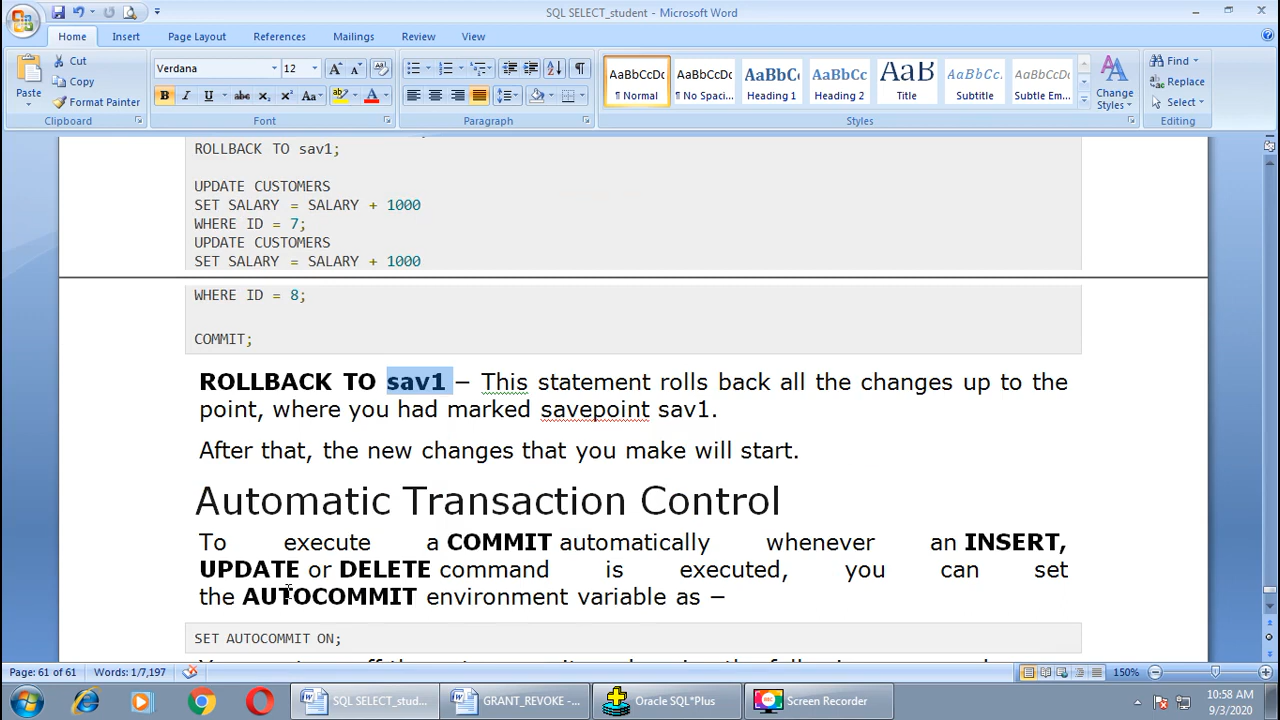 SQL SELECT_student - Microsoft Word
Home Insert Page Layout References Mailings Review View
Paste
Cut
Copy
Format Painter
Clipboard
Verdana 12
B I U abc x₂ x² Aa
Font
Paragraph
AaBbCcDc AaBbCcDc AaBbC AaBbCc AaB AaBbCc. AaBbCcDc
¶ Normal ¶ No Spaci... Heading 1 Heading 2 Title Subtitle Subtle Em...
Change
Styles
Styles
Find
Replace
Select
Editing
ROLLBACK TO sav1;
UPDATE CUSTOMERS
SET SALARY = SALARY + 1000
WHERE ID = 7;
UPDATE CUSTOMERS
SET SALARY = SALARY + 1000
WHERE ID = 8;
COMMIT;
ROLLBACK TO sav1 − This statement rolls back all the changes up to the
point, where you had marked savepoint sav1.
After that, the new changes that you make will start.
Automatic Transaction Control
To execute a COMMIT automatically whenever an INSERT,
UPDATE or DELETE command is executed, you can set
the AUTOCOMMIT environment variable as −
SET AUTOCOMMIT ON;
Page: 61 of 61 Words: 1/7,197 150%
SQL SELECT_stud... GRANT_REVOKE -... Oracle SQL*Plus Screen Recorder
10:58 AM
9/3/2020